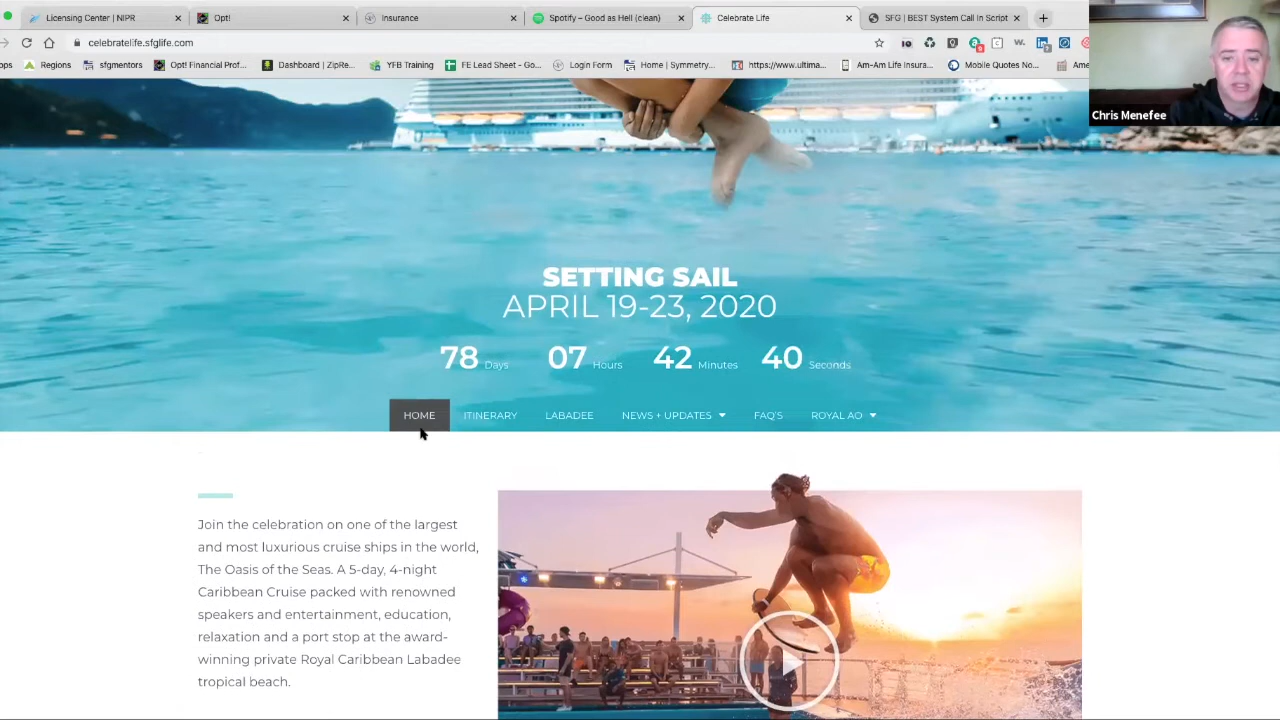 Licensing Center | NIPR
Opt!
Insurance
Spotify – Good as Hell (clean)
Celebrate Life
SFG | BEST System Call In Script
celebratelife.sfglife.com
Regions
sfgmentors
Opt! Financial Prof...
Dashboard | ZipRe...
YFB Training
FE Lead Sheet - Go...
Login Form
Home | Symmetry...
https://www.ultima...
Am-Am Life Insura...
Mobile Quotes No...
Ame
Chris Menefee
SETTING SAIL
APRIL 19-23, 2020
78 Days 07 Hours 42 Minutes 40 Seconds
HOME ITINERARY LABADEE NEWS + UPDATES FAQ'S ROYAL AO
Join the celebration on one of the largest
and most luxurious cruise ships in the world,
The Oasis of the Seas. A 5-day, 4-night
Caribbean Cruise packed with renowned
speakers and entertainment, education,
relaxation and a port stop at the award-
winning private Royal Caribbean Labadee
tropical beach.